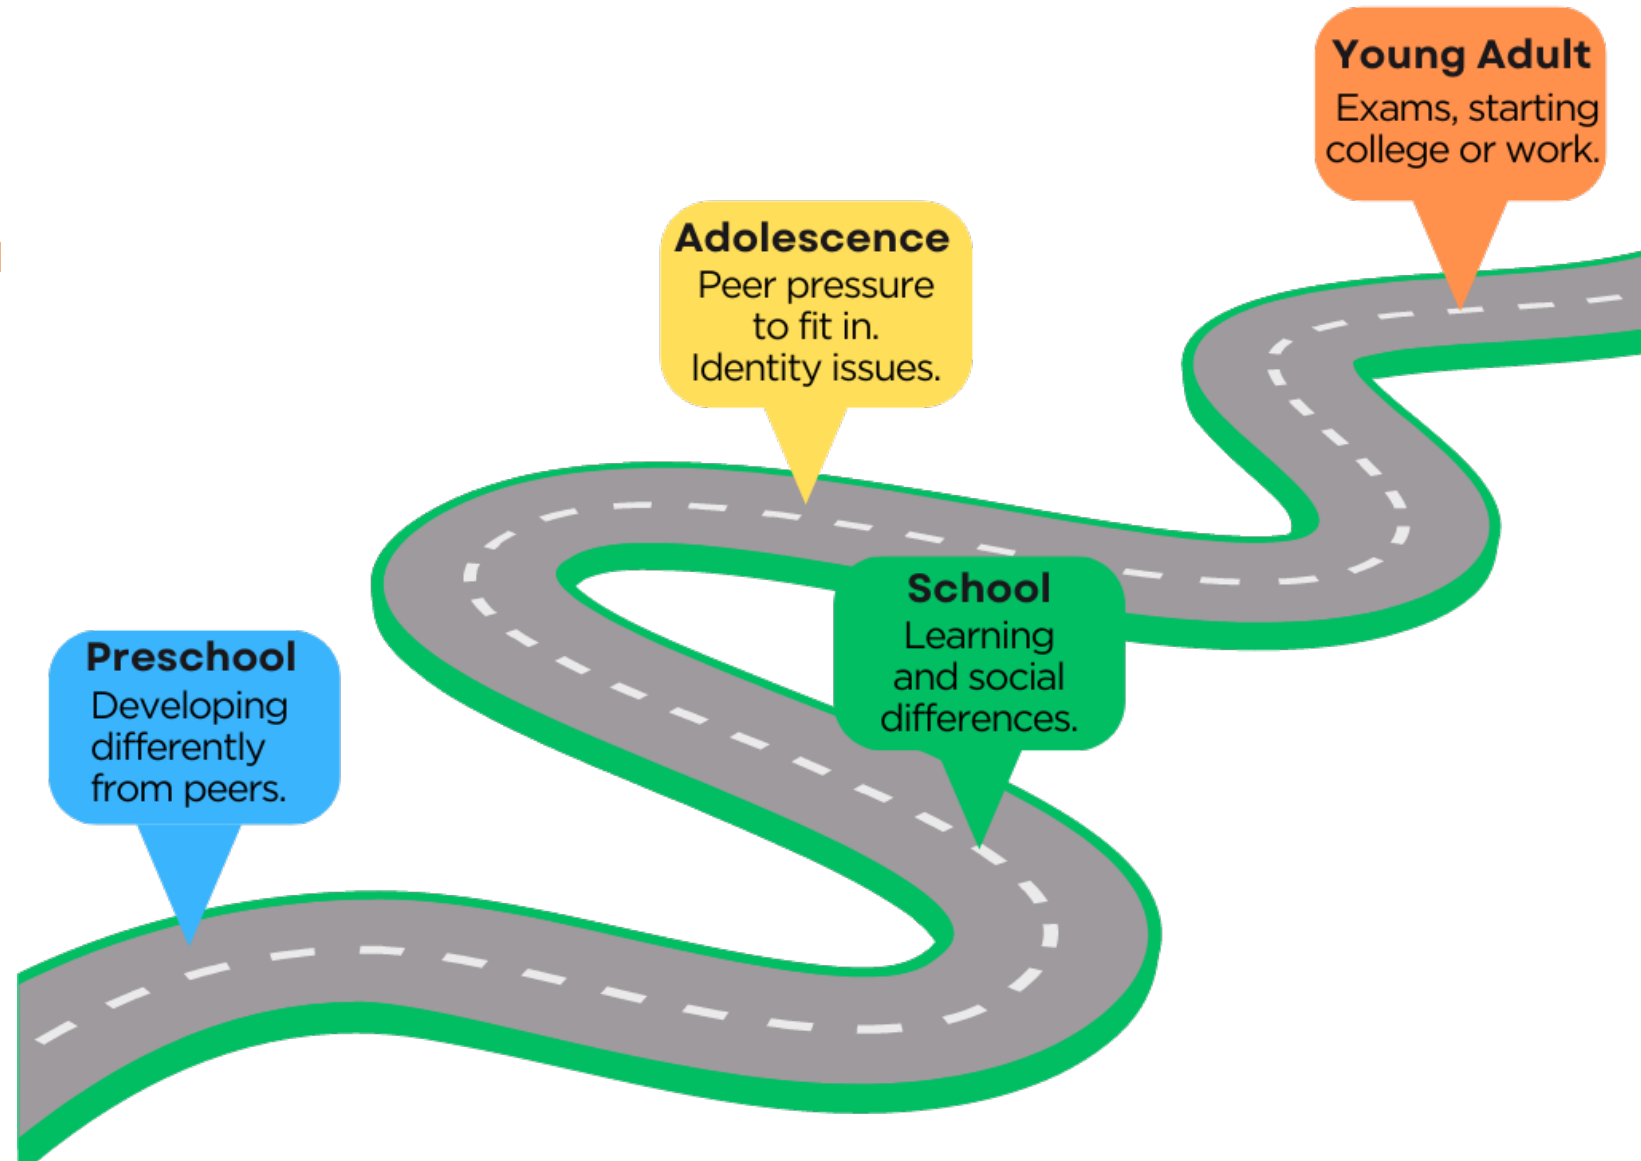 Young Adult
Exams, starting
college or work.
Adolescence
Peer pressure
to fit in.
Identity issues.
School
Learning
and social
differences.
Preschool
Developing
differently
from peers.